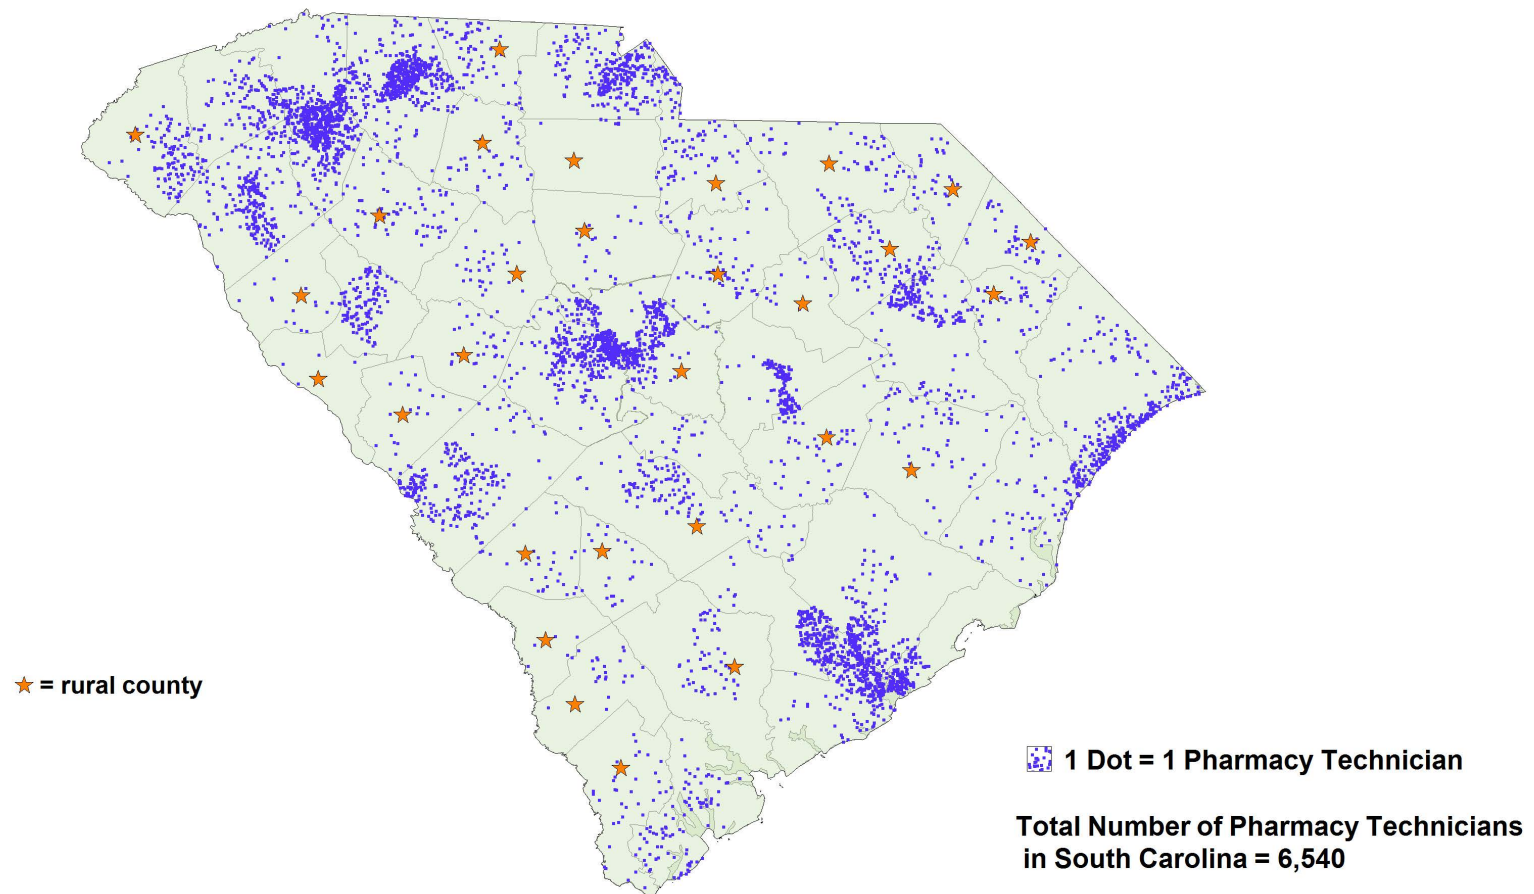 = rural county
1 Dot = 1 Pharmacy Technician
Total Number of Pharmacy Technicians
in South Carolina = 6,540